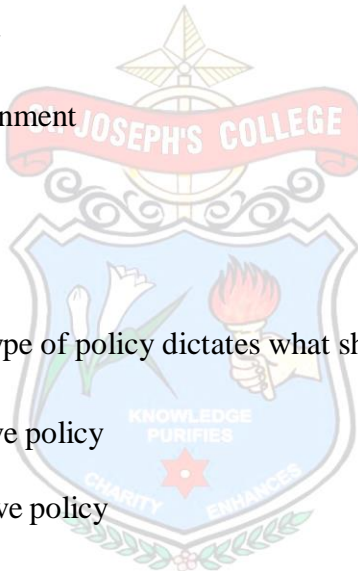 nment
ST. JOSEPH'S COLLEGE
ype of policy dictates what sh
KNOWLEDGE
PURIFIES
ve policy
CHARITY ENHANCES
ve policy